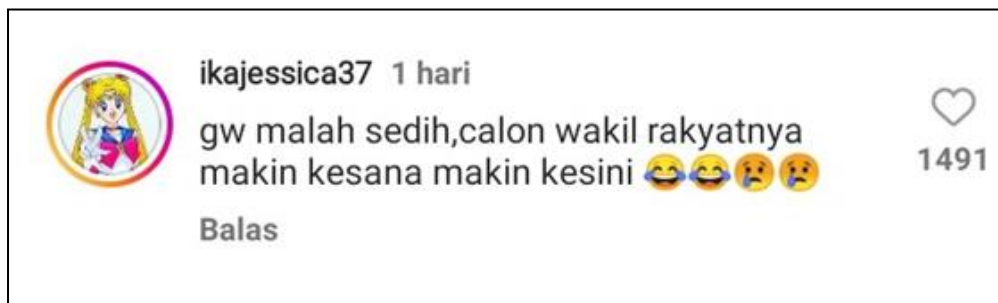 ikajessica37 1 hari
gw malah sedih,calon wakil rakyatnya
makin kesana makin kesini 😂😂😢😢
1491
Balas